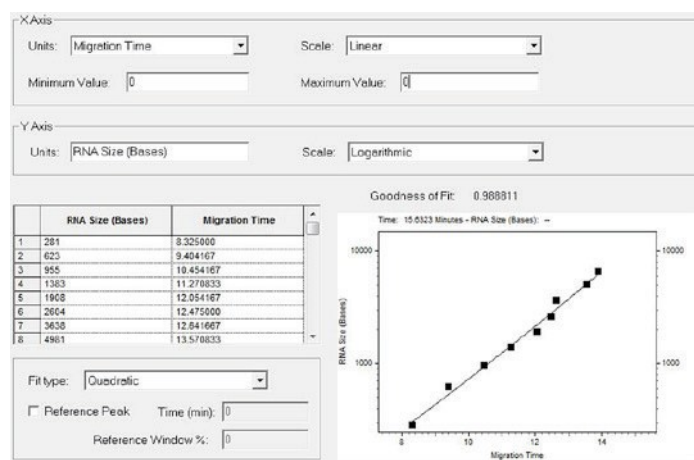 X Axis
Units: Migration Time Scale: Linear
Minimum Value: 0 Maximum Value: 0
Y Axis
Units: RNA Size (Bases) Scale: Logarithmic
Goodness of Fit: 0.988811
RNA Size (Bases) Migration Time
1 281 8.325000
2 623 9.404167
3 955 10.454167
4 1383 11.270833
5 1908 12.054167
6 2604 12.475000
7 3638 12.641667
8 4981 13.570833
Fit type: Quadratic
Reference Peak Time (min): 0
Reference Window %: 0
Time: 15.6323 Minutes - RNA Size (Bases): --
10000 10000
RNA Size (Bases)
1000 1000
8 10 12 14
Migration Time